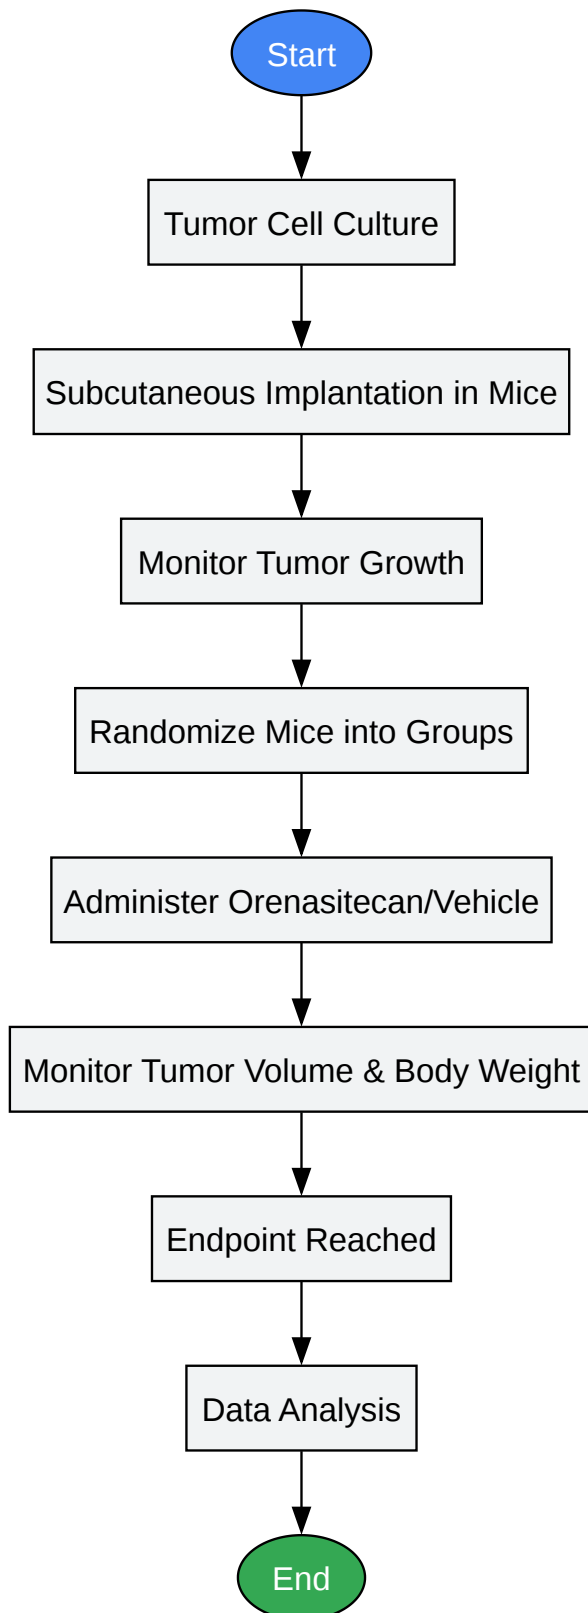 Start
Tumor Cell Culture
Subcutaneous Implantation in Mice
Monitor Tumor Growth
Randomize Mice into Groups
Administer Orenasitecan/Vehicle
Monitor Tumor Volume & Body Weight
Endpoint Reached
Data Analysis
End